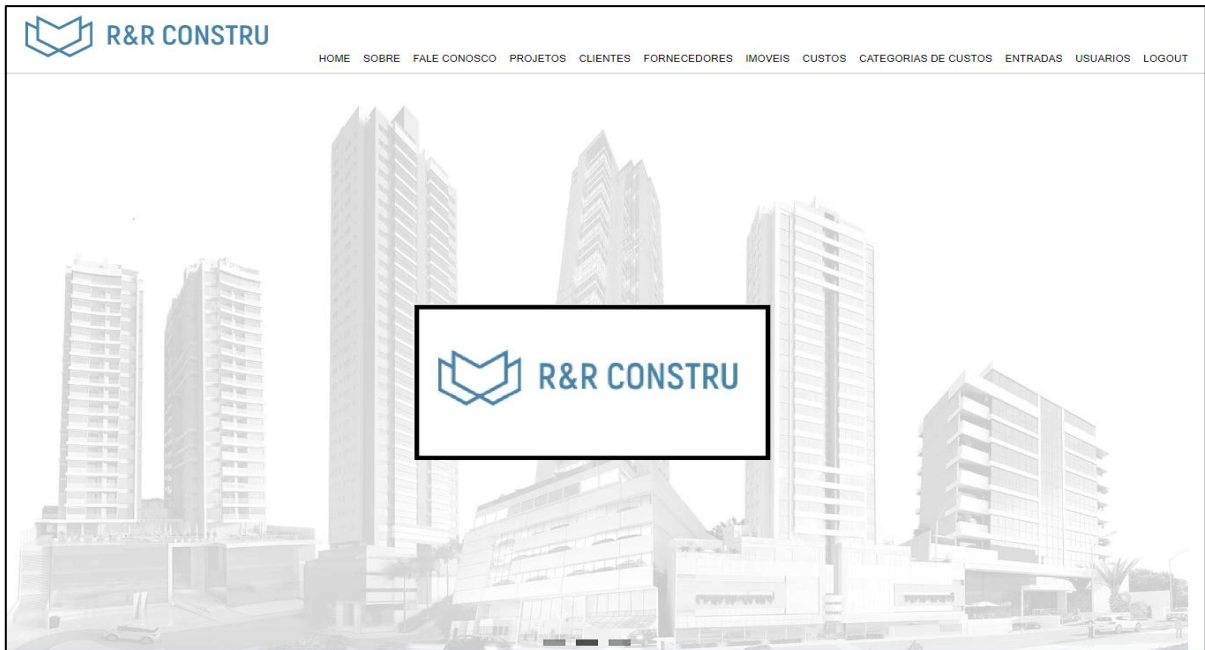 R&R CONSTRU
HOME SOBRE FALE CONOSCO PROJETOS CLIENTES FORNECEDORES IMOVEIS CUSTOS CATEGORIAS DE CUSTOS ENTRADAS USUARIOS LOGOUT
R&R CONSTRU